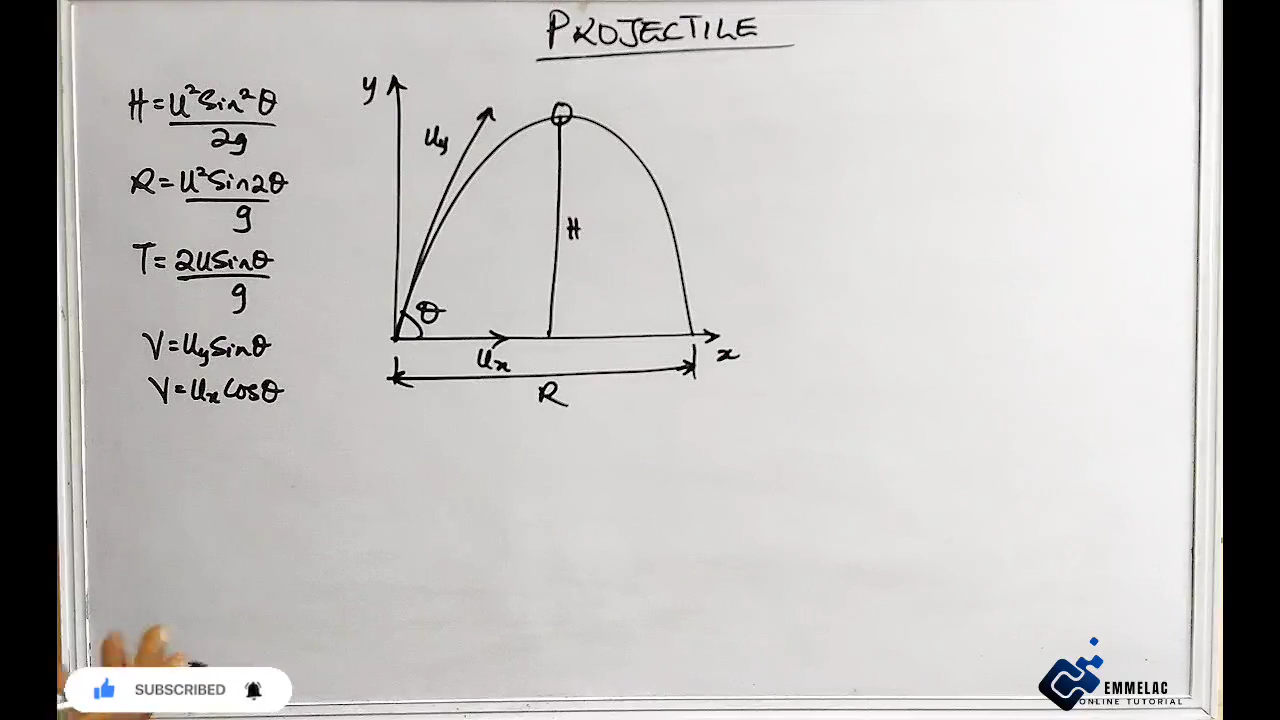 PROJECTILE
H = u²Sin²θ
2g
R = u²Sin2θ
g
T = 2uSinθ
g
V = uySinθ
V = uxCosθ
y
uy
H
θ
ux
x
R
SUBSCRIBED
EMMELAC
ONLINE TUTORIAL